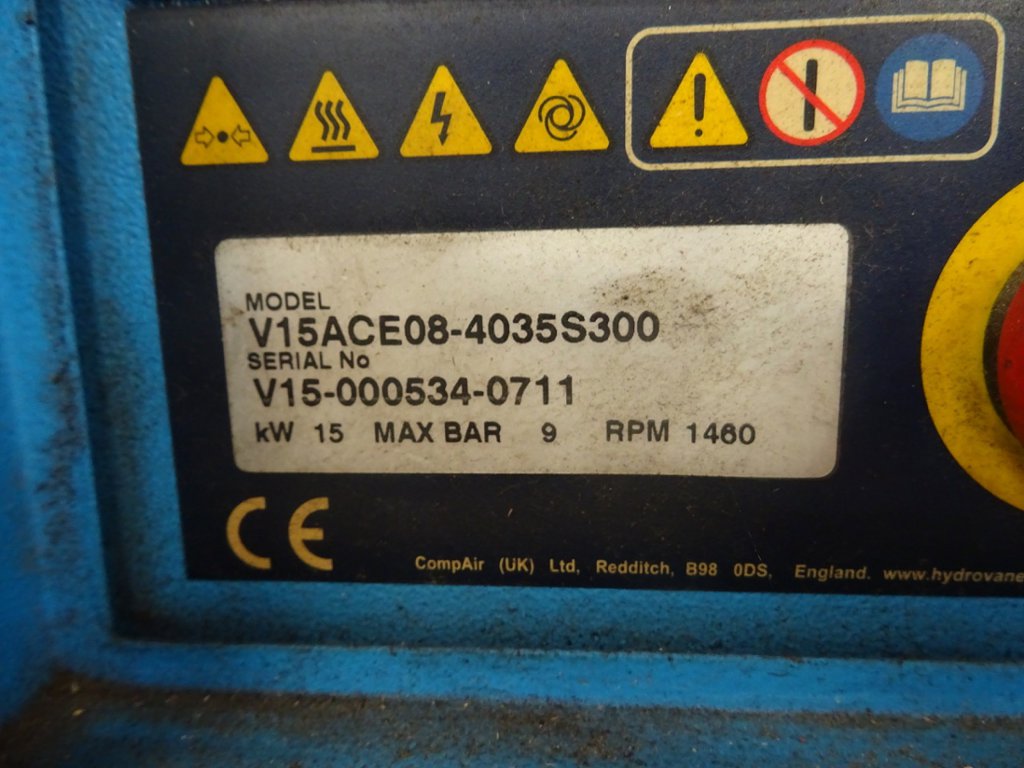 MODEL
V15ACE08-4035S300
SERIAL No
V15-000534-0711
kW 15 MAX BAR 9 RPM 1460
CE
CompAir (UK) Ltd, Redditch, B98 0DS, England. www.hydrovane